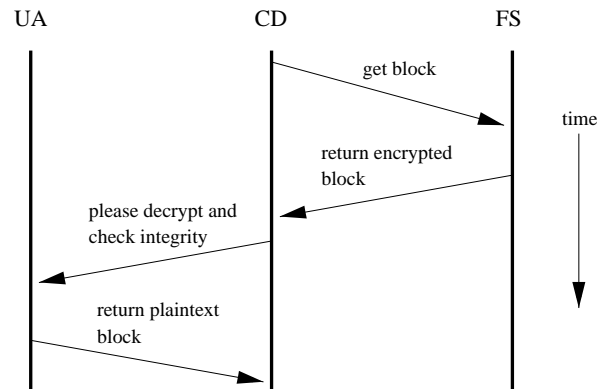 UA
CD
FS
get block
time
return encrypted
block
please decrypt and
check integrity
return plaintext
block